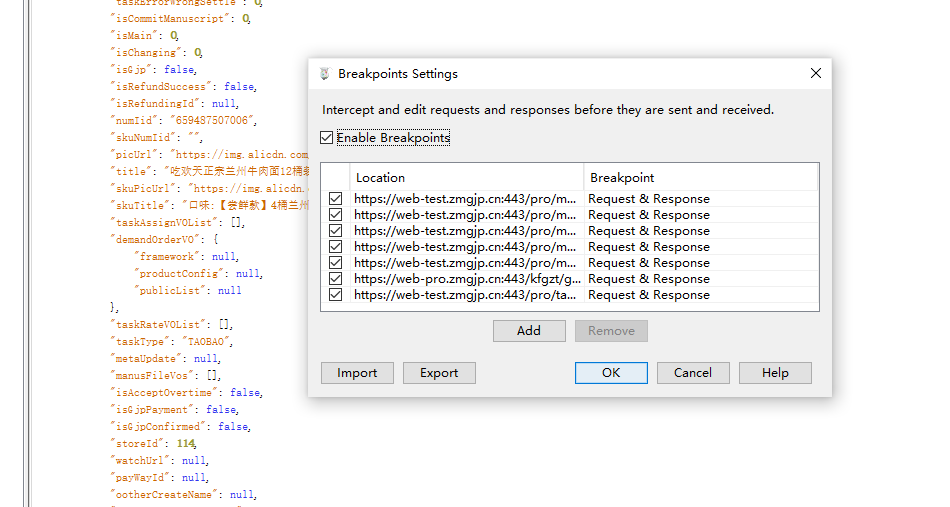 "taskErrorWrongSettle": 0,
"isCommitManuscript": 0,
"isMain": 0,
"isChanging": 0,
"isGjp": false,
"isRefundSuccess": false,
"isRefundingId": null,
"numIid": "659487507006",
"skuNumIid": "",
"picUrl": "https://img.alicdn.com
"title": "吃欢天正宗兰州牛肉面12桶
"skuPicUrl": "https://img.alicdn.
"skuTitle": "口味:【尝鲜款】4桶兰州
"taskAssignVOList": [],
"demandOrderVO": {
"framework": null,
"productConfig": null,
"publicList": null
},
"taskRateVOList": [],
"taskType": "TAOBAO",
"metaUpdate": null,
"manusFileVos": [],
"isAcceptOvertime": false,
"isGjpPayment": false,
"isGjpConfirmed": false,
"storeId": 114,
"watchUrl": null,
"payWayId": null,
"ootherCreateName": null,
Breakpoints Settings
Intercept and edit requests and responses before they are sent and received.
Enable Breakpoints
Location Breakpoint
https://web-test.zmgjp.cn:443/pro/m... Request & Response
https://web-test.zmgjp.cn:443/pro/m... Request & Response
https://web-test.zmgjp.cn:443/pro/m... Request & Response
https://web-test.zmgjp.cn:443/pro/m... Request & Response
https://web-test.zmgjp.cn:443/pro/m... Request & Response
https://web-pro.zmgjp.cn:443/kfgzt/g... Request & Response
https://web-test.zmgjp.cn:443/pro/ta... Request & Response
Add Remove
Import Export OK Cancel Help